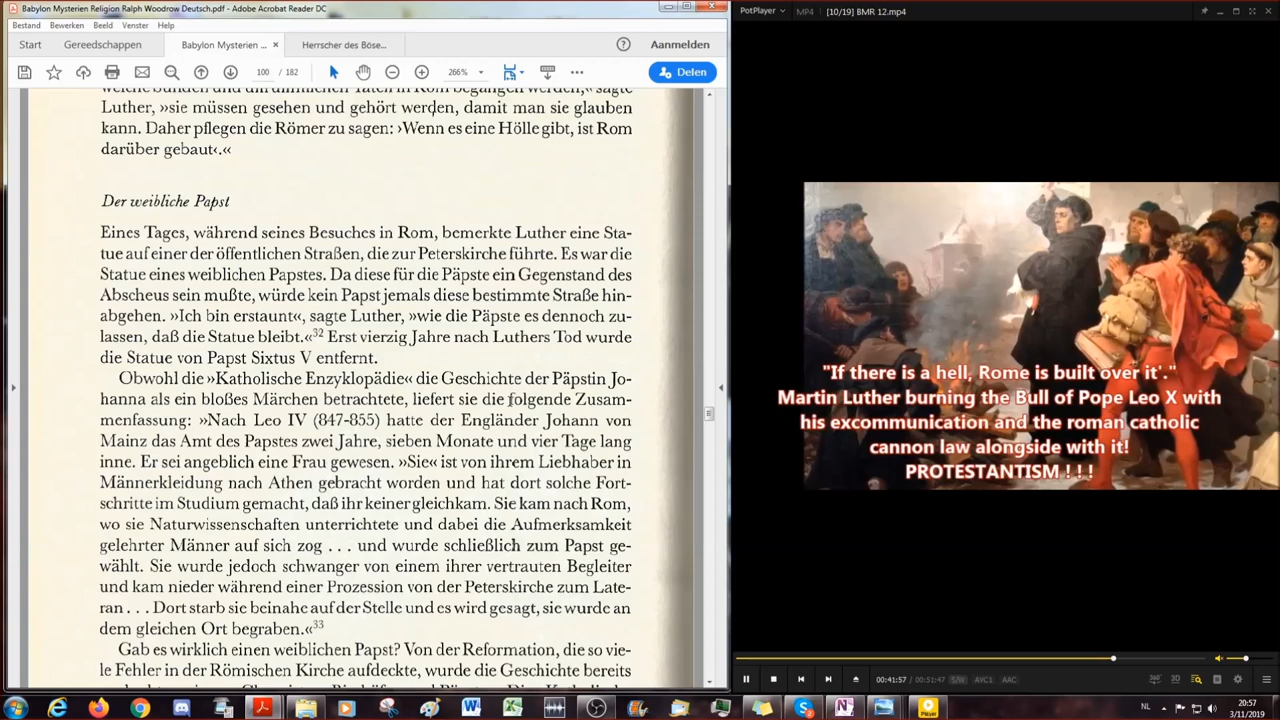 Babylon Mysterien Religion Ralph Woodrow Deutsch.pdf - Adobe Acrobat Reader DC
Bestand Bewerken Beeld Venster Help
Start Gereedschappen Babylon Mysterien ... × Herrscher des Böse... Aanmelden
100 / 182 266% Delen
Luther, »sie müssen gesehen und gehört werden, damit man sie glauben
kann. Daher pflegen die Römer zu sagen: ›Wenn es eine Hölle gibt, ist Rom
darüber gebaut‹.«
Der weibliche Papst
Eines Tages, während seines Besuches in Rom, bemerkte Luther eine Sta-
tue auf einer der öffentlichen Straßen, die zur Peterskirche führte. Es war die
Statue eines weiblichen Papstes. Da diese für die Päpste ein Gegenstand des
Abscheus sein mußte, würde kein Papst jemals diese bestimmte Straße hin-
abgehen. »Ich bin erstaunt«, sagte Luther, »wie die Päpste es dennoch zu-
lassen, daß die Statue bleibt.«32 Erst vierzig Jahre nach Luthers Tod wurde
die Statue von Papst Sixtus V entfernt.
Obwohl die »Katholische Enzyklopädie« die Geschichte der Päpstin Jo-
hanna als ein bloßes Märchen betrachtete, liefert sie die folgende Zusam-
menfassung: »Nach Leo IV (847-855) hatte der Engländer Johann von
Mainz das Amt des Papstes zwei Jahre, sieben Monate und vier Tage lang
inne. Er sei angeblich eine Frau gewesen. »Sie« ist von ihrem Liebhaber in
Männerkleidung nach Athen gebracht worden und hat dort solche Fort-
schritte im Studium gemacht, daß ihr keiner gleichkam. Sie kam nach Rom,
wo sie Naturwissenschaften unterrichtete und dabei die Aufmerksamkeit
gelehrter Männer auf sich zog . . . und wurde schließlich zum Papst ge-
wählt. Sie wurde jedoch schwanger von einem ihrer vertrauten Begleiter
und kam nieder während einer Prozession von der Peterskirche zum Late-
ran . . . Dort starb sie beinahe auf der Stelle und es wird gesagt, sie wurde an
dem gleichen Ort begraben.«33
Gab es wirklich einen weiblichen Papst? Von der Reformation, die so vie-
le Fehler in der Römischen Kirche aufdeckte, wurde die Geschichte bereits
PotPlayer MP4 [10/19] BMR 12.mp4
"If there is a hell, Rome is built over it'."
Martin Luther burning the Bull of Pope Leo X with
his excommunication and the roman catholic
cannon law alongside with it!
PROTESTANTISM ! ! !
00:41:57 / 00:51:47 S/W AVC1 AAC
360° 3D
NL 20:57
3/11/2019